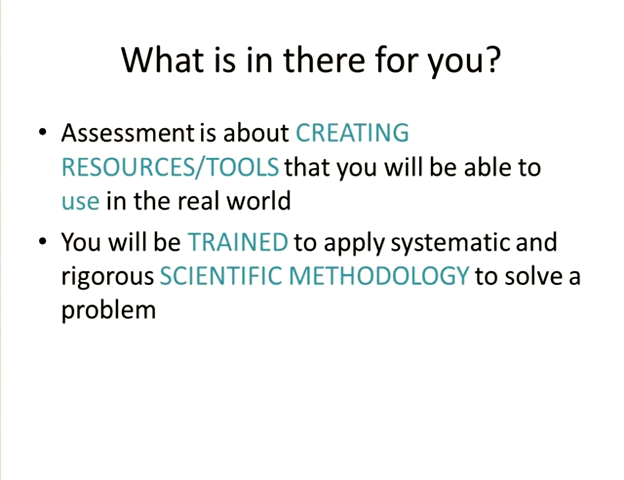 What is in there for you?
• Assessment is about CREATING
RESOURCES/TOOLS that you will be able to
use in the real world
• You will be TRAINED to apply systematic and
rigorous SCIENTIFIC METHODOLOGY to solve a
problem